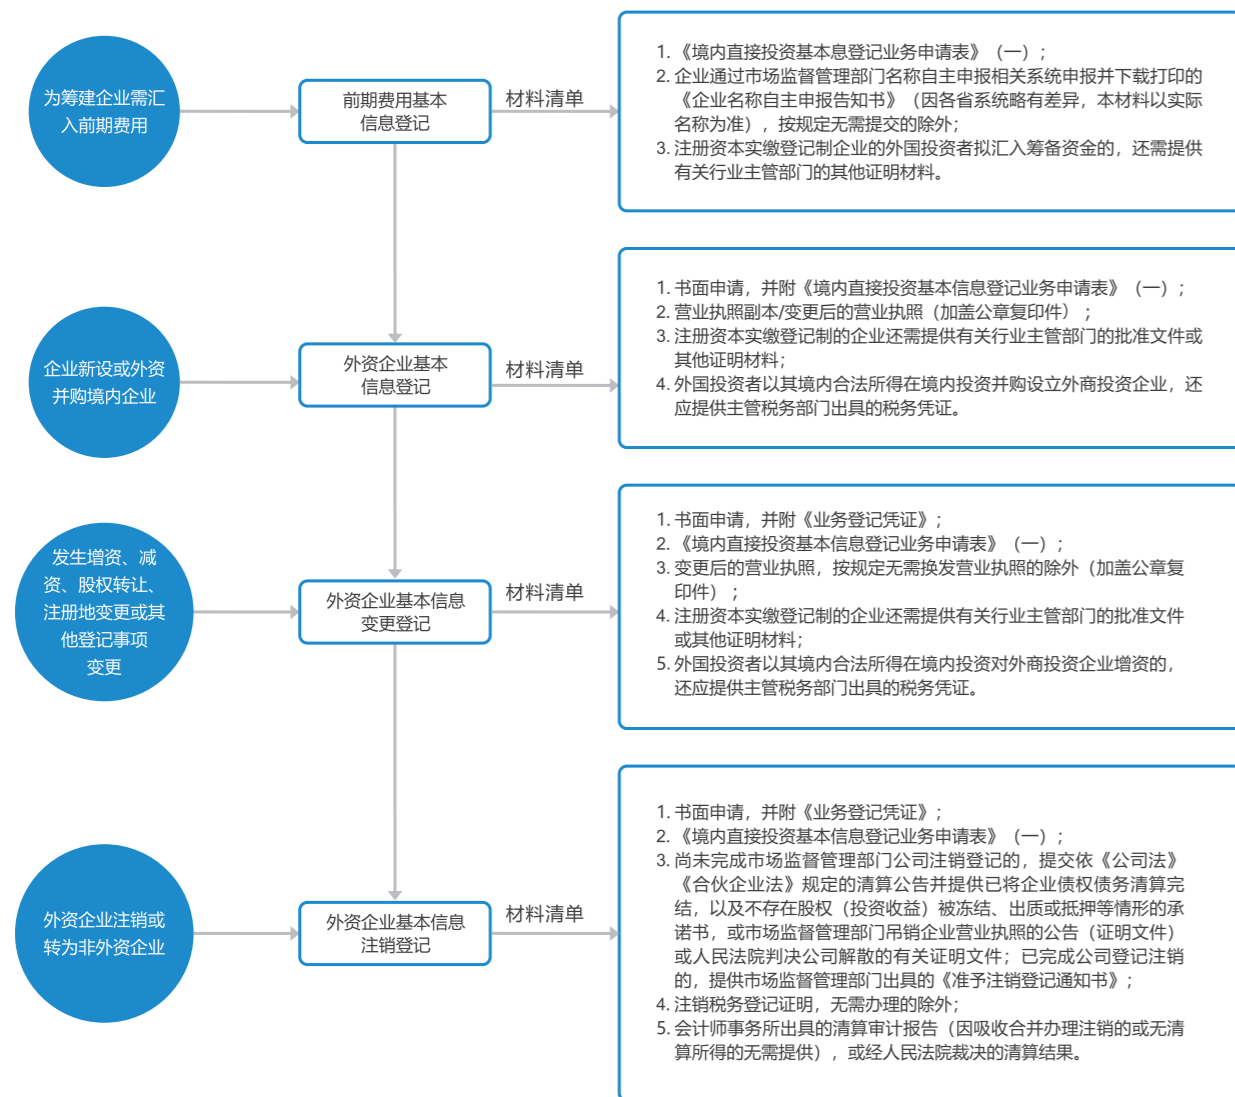 为筹建企业需汇
入前期费用
前期费用基本
信息登记
材料清单
1.《境内直接投资基本息登记业务申请表》（一）；
2. 企业通过市场监督管理部门名称自主申报相关系统申报并下载打印的
《企业名称自主申报告知书》（因各省系统略有差异，本材料以实际
名称为准），按规定无需提交的除外；
3. 注册资本实缴登记制企业的外国投资者拟汇入筹备资金的，还需提供
有关行业主管部门的其他证明材料。
企业新设或外资
并购境内企业
外资企业基本
信息登记
材料清单
1. 书面申请，并附《境内直接投资基本信息登记业务申请表》（一）；
2. 营业执照副本/变更后的营业执照（加盖公章复印件）；
3. 注册资本实缴登记制的企业还需提供有关行业主管部门的批准文件或
其他证明材料；
4. 外国投资者以其境内合法所得在境内投资并购设立外商投资企业，还
应提供主管税务部门出具的税务凭证。
发生增资、减
资、股权转让、
注册地变更或其
他登记事项
变更
外资企业基本信息
变更登记
材料清单
1. 书面申请，并附《业务登记凭证》；
2.《境内直接投资基本信息登记业务申请表》（一）；
3. 变更后的营业执照，按规定无需换发营业执照的除外（加盖公章复
印件）；
4. 注册资本实缴登记制的企业还需提供有关行业主管部门的批准文件
或其他证明材料；
5. 外国投资者以其境内合法所得在境内投资对外商投资企业增资的，
还应提供主管税务部门出具的税务凭证。
外资企业注销或
转为非外资企业
外资企业基本信息
注销登记
材料清单
1. 书面申请，并附《业务登记凭证》；
2.《境内直接投资基本信息登记业务申请表》（一）；
3. 尚未完成市场监督管理部门公司注销登记的，提交依《公司法》
《合伙企业法》规定的清算公告并提供已将企业债权债务清算完
结，以及不存在股权（投资收益）被冻结、出质或抵押等情形的承
诺书，或市场监督管理部门吊销企业营业执照的公告（证明文件）
或人民法院判决公司解散的有关证明文件；已完成公司登记注销
的，提供市场监督管理部门出具的《准予注销登记通知书》；
4. 注销税务登记证明，无需办理的除外；
5. 会计师事务所出具的清算审计报告（因吸收合并办理注销的或无清
算所得的无需提供），或经人民法院裁决的清算结果。